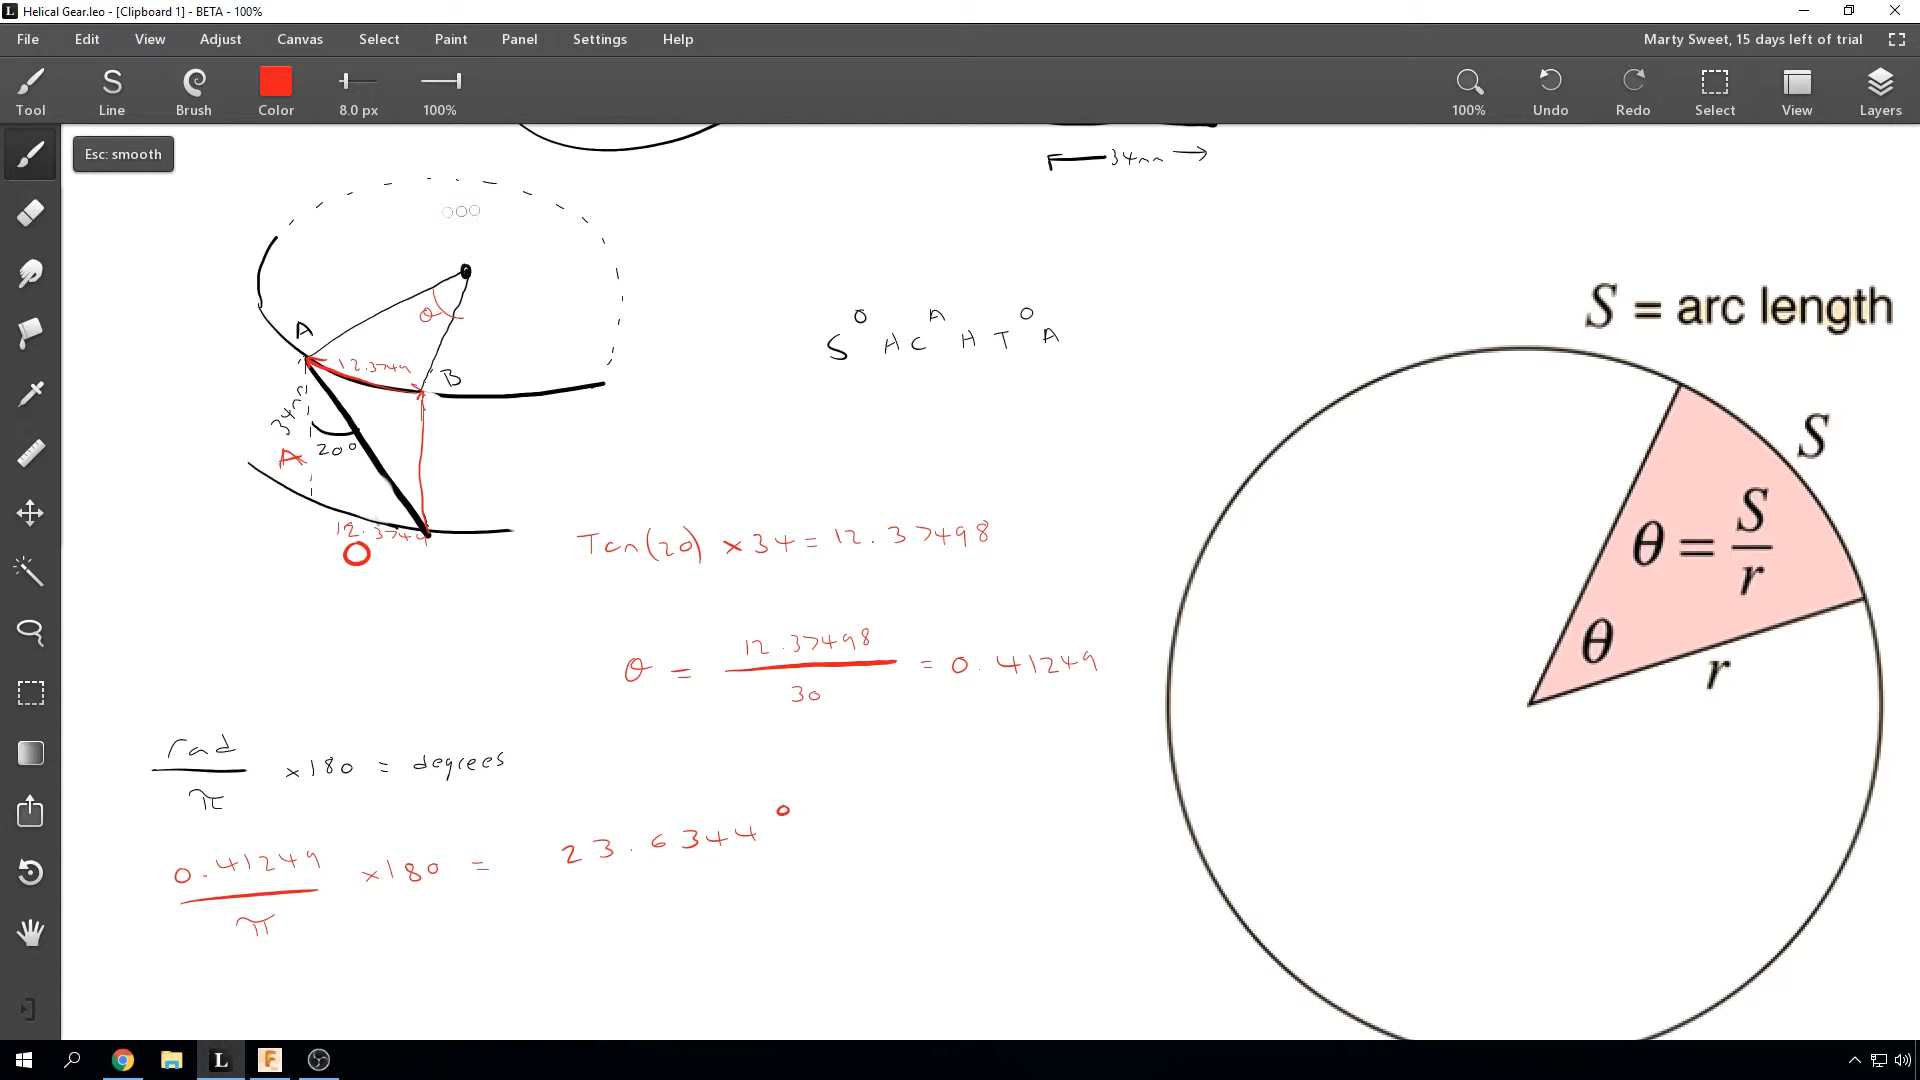 Helical Gear.leo - [Clipboard 1] - BETA - 100%
File Edit View Adjust Canvas Select Paint Panel Settings Help
Marty Sweet, 15 days left of trial
Tool Line Brush Color 8.0 px 100%
100% Undo Redo Select View Layers
Esc: smooth
34mm
S = arc length
θ
A
12.3749
B
S O H C A H T O A
34mm
20°
A
12.3749
O
Tan(20) × 34 = 12.37498
S
θ = S/r
θ
r
θ = 12.37498 / 30 = 0.41249
rad / π × 180 = degrees
0.41249 / π × 180 = 23.6344°